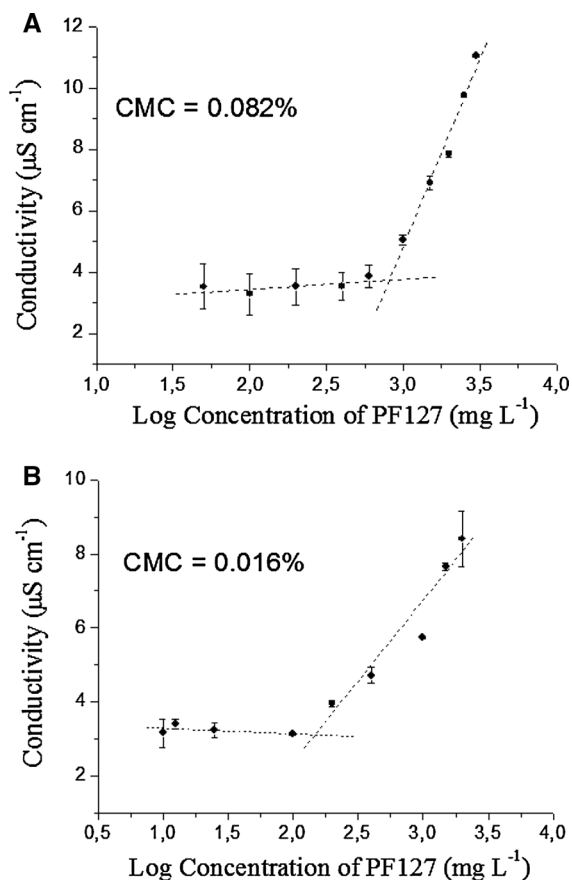 A
12
10
8
6
4
2
Conductivity (µS cm⁻¹)
CMC = 0.082%
1,0 1,5 2,0 2,5 3,0 3,5 4,0
Log Concentration of PF127 (mg L⁻¹)
B
10
8
6
4
2
Conductivity (µS cm⁻¹)
CMC = 0.016%
0,5 1,0 1,5 2,0 2,5 3,0 3,5 4,0
Log Concentration of PF127 (mg L⁻¹)